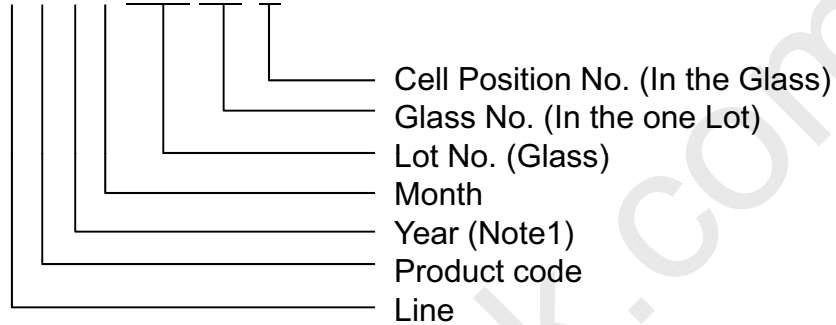 Cell Position No. (In the Glass)
Glass No. (In the one Lot)
Lot No. (Glass)
Month
Year (Note1)
Product code
Line